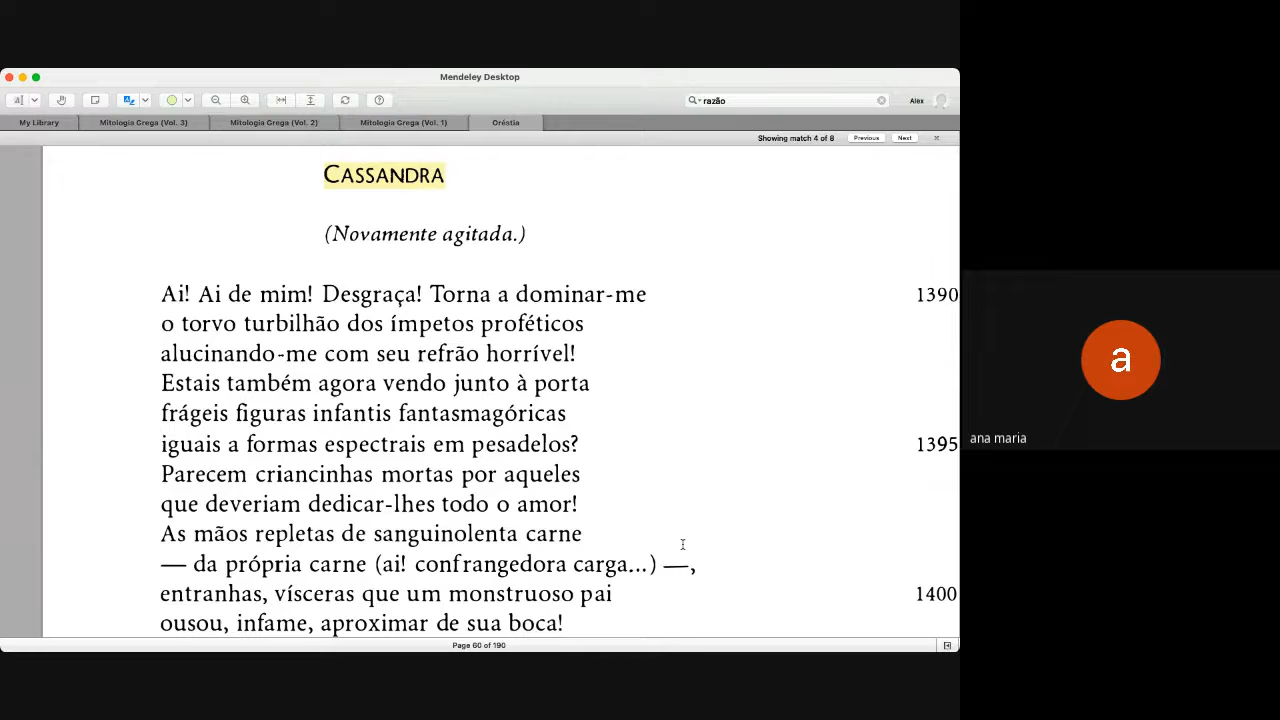 Mendeley Desktop
razão
Alex
My Library
Mitologia Grega (Vol. 3)
Mitologia Grega (Vol. 2)
Mitologia Grega (Vol. 1)
Oréstia
Showing match 4 of 8
Previous
Next
CASSANDRA
(Novamente agitada.)
Ai! Ai de mim! Desgraça! Torna a dominar-me 1390
o torvo turbilhão dos ímpetos proféticos
alucinando-me com seu refrão horrível!
Estais também agora vendo junto à porta
frágeis figuras infantis fantasmagóricas
iguais a formas espectrais em pesadelos? 1395
Parecem criancinhas mortas por aqueles
que deveriam dedicar-lhes todo o amor!
As mãos repletas de sanguinolenta carne
— da própria carne (ai! confrangedora carga...) —,
entranhas, vísceras que um monstruoso pai 1400
ousou, infame, aproximar de sua boca!
Page 60 of 190
a
ana maria